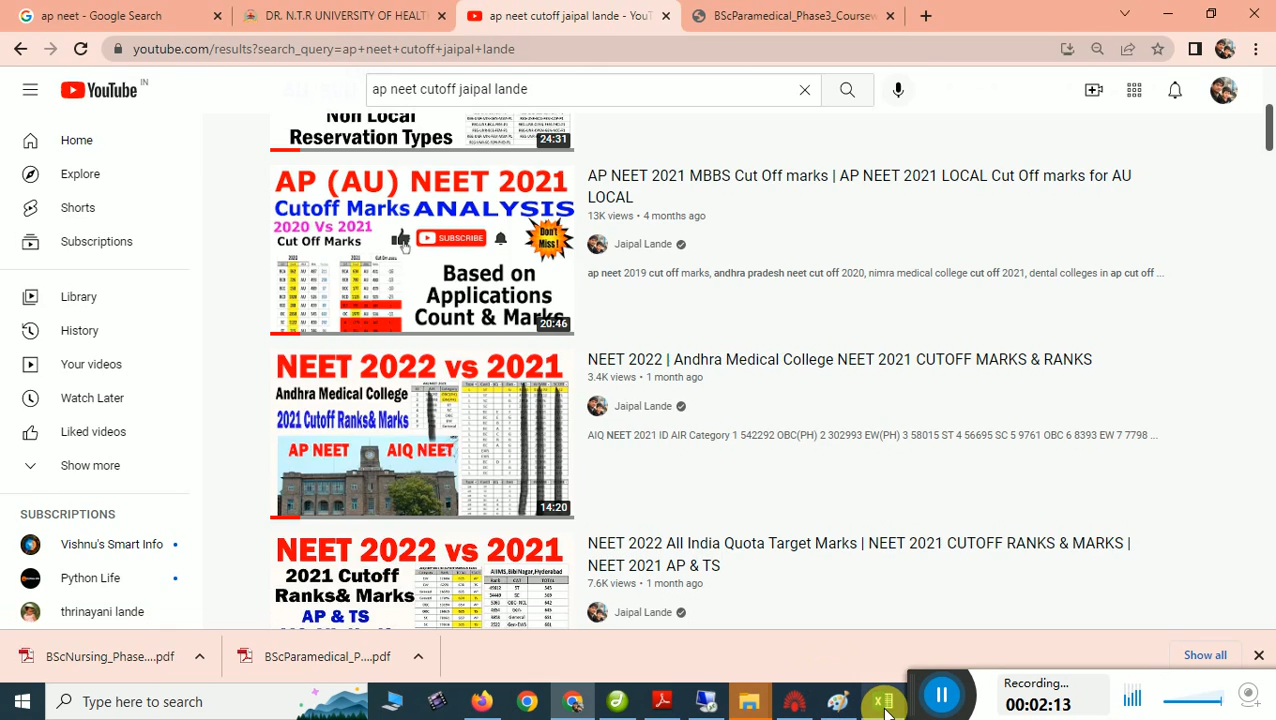 ap neet - Google Search
DR. N.T.R UNIVERSITY OF HEALT
ap neet cutoff jaipal lande - YouT
BScParamedical_Phase3_Coursew
youtube.com/results?search_query=ap+neet+cutoff+jaipal+lande
YouTube IN
ap neet cutoff jaipal lande
Home
Explore
Shorts
Subscriptions
Library
History
Your videos
Watch Later
Liked videos
Show more
SUBSCRIPTIONS
Vishnu's Smart Info
Python Life
thrinayani lande
Non Local
Reservation Types
24:31
AP (AU) NEET 2021
Cutoff Marks ANALYSIS
2020 Vs 2021
Cut Off Marks
SUBSCRIBE
Don't
Miss !
Based on
Applications
Count & Marks
20:46
AP NEET 2021 MBBS Cut Off marks | AP NEET 2021 LOCAL Cut Off marks for AU
LOCAL
13K views • 4 months ago
Jaipal Lande
ap neet 2019 cut off marks, andhra pradesh neet cut off 2020, nimra medical college cut off 2021, dental colleges in ap cut off ...
NEET 2022 vs 2021
Andhra Medical College
2021 Cutoff Ranks& Marks
AP NEET
AIQ NEET
14:20
NEET 2022 | Andhra Medical College NEET 2021 CUTOFF MARKS & RANKS
3.4K views • 1 month ago
Jaipal Lande
AIQ NEET 2021 ID AIR Category 1 542292 OBC(PH) 2 302993 EW(PH) 3 58015 ST 4 56695 SC 5 9761 OBC 6 8393 EW 7 7798 ...
NEET 2022 vs 2021
2021 Cutoff
Ranks& Marks
AP & TS
AIIMS,BibiNagar,Hyderabad
NEET 2022 All India Quota Target Marks | NEET 2021 CUTOFF RANKS & MARKS |
NEET 2021 AP & TS
7.6K views • 1 month ago
Jaipal Lande
BScNursing_Phase....pdf
BScParamedical_P....pdf
Show all
Type here to search
Recording...
00:02:13